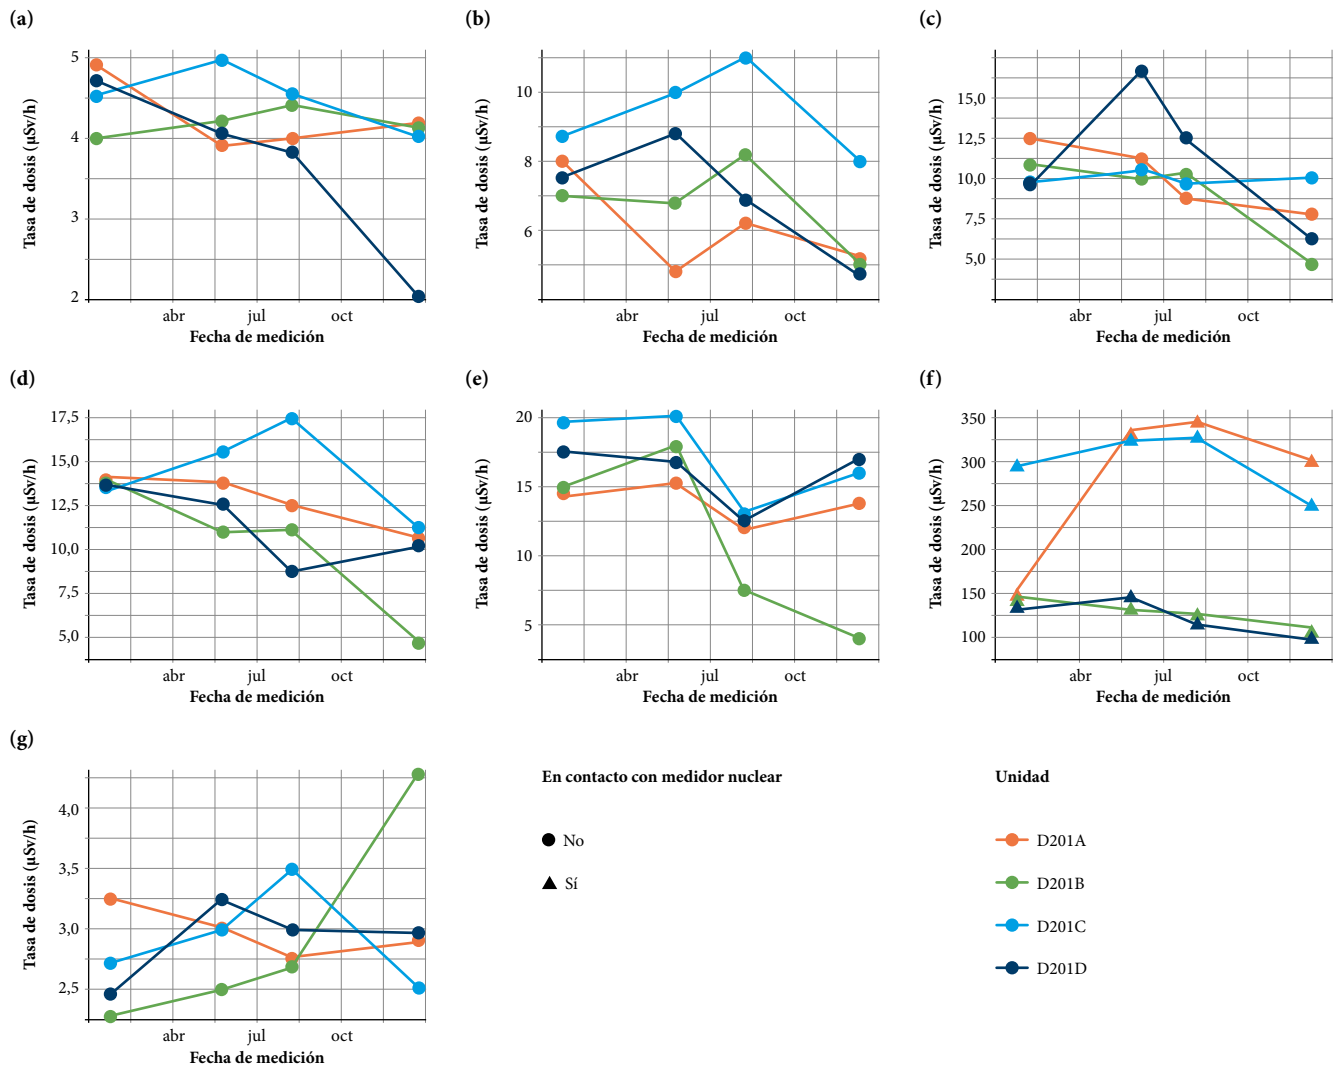 (a)
5
4
3
2
Tasa de dosis (µSv/h)
abr jul oct
Fecha de medición
(b)
10
8
6
Tasa de dosis (µSv/h)
abr jul oct
Fecha de medición
(c)
15,0
12,5
10,0
7,5
5,0
Tasa de dosis (µSv/h)
abr jul oct
Fecha de medición
(d)
17,5
15,0
12,5
10,0
7,5
5,0
Tasa de dosis (µSv/h)
abr jul oct
Fecha de medición
(e)
20
15
10
5
Tasa de dosis (µSv/h)
abr jul oct
Fecha de medición
(f)
350
300
250
200
150
100
Tasa de dosis (µSv/h)
abr jul oct
Fecha de medición
(g)
4,0
3,5
3,0
2,5
Tasa de dosis (µSv/h)
abr jul oct
Fecha de medición
En contacto con medidor nuclear
No
Sí
Unidad
D201A
D201B
D201C
D201D